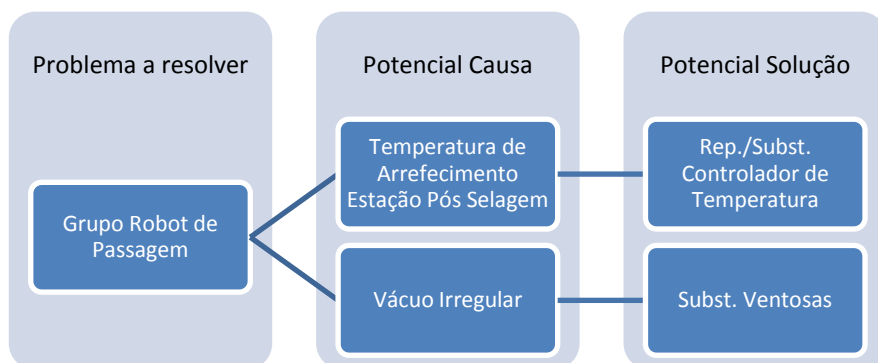 Problema a resolver
Potencial Causa
Potencial Solução
Grupo Robot de
Passagem
Temperatura de
Arrefecimento
Estação Pós Selagem
Rep./Subst.
Controlador de
Temperatura
Vácuo Irregular
Subst. Ventosas